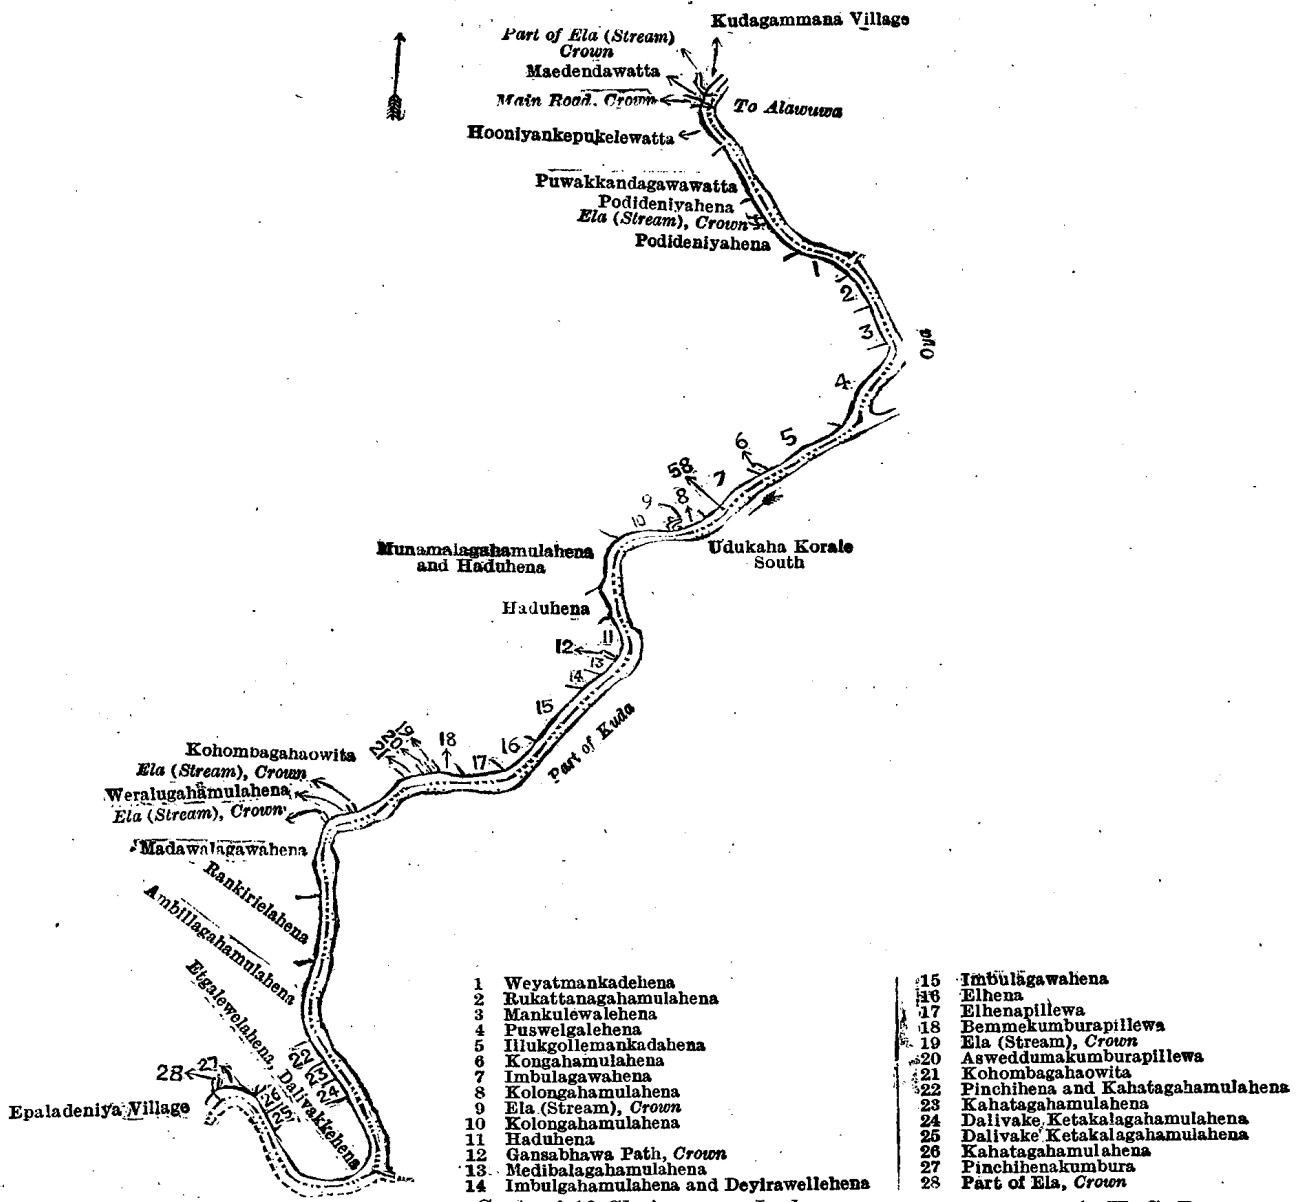 Kudagammana Village
Part of Ela (Stream)
Crown
Maedendawatta
Main Road. Crown
To Alawuwa
Hooniyankepukelewatta
Puwakkandagawawatta
Podideniyahena
Ela (Stream), Crown
Podideniyahena
2
3
Oya
4
5
6
58
7
8
9
10
Munamalagahamulahena
and Haduhena
Udukaha Korale
South
Haduhena
11
12
13
14
15
Part of Kuda
16
17
18
19
20
21
Kohombagahaowita
Ela (Stream), Crown
Weralugahamulahena
Ela (Stream), Crown
Madawalagawahena
Rankirielahena
Ambillagahamulahena
Etgalewelahena, Dalivakkehena
22
23
24
25
26
27
28
Epaladeniya Village
1 Weyatmankadehena
2 Rukattanagahamulahena
3 Mankulewalehena
4 Puswelgalehena
5 Illukgollemankadahena
6 Kongahamulahena
7 Imbulagawahena
8 Kolongahamulahena
9 Ela (Stream), Crown
10 Kolongahamulahena
11 Haduhena
12 Gansabhawa Path, Crown
13 Medibalagahamulahena
14 Imbulgahamulahena and Deyirawellehena
15 Imbulagawahena
16 Elhena
17 Elhenapillewa
18 Bemmekumburapillewa
19 Ela (Stream), Crown
20 Asweddumakumburapillewa
21 Kohombagahaowita
22 Pinchihena and Kahatagahamulahena
23 Kahatagahamulahena
24 Dalivake Ketakalagahamulahena
25 Dalivake Ketakalagahamulahena
26 Kahatagamulahena
27 Pinchihenakumbura
28 Part of Ela, Crown